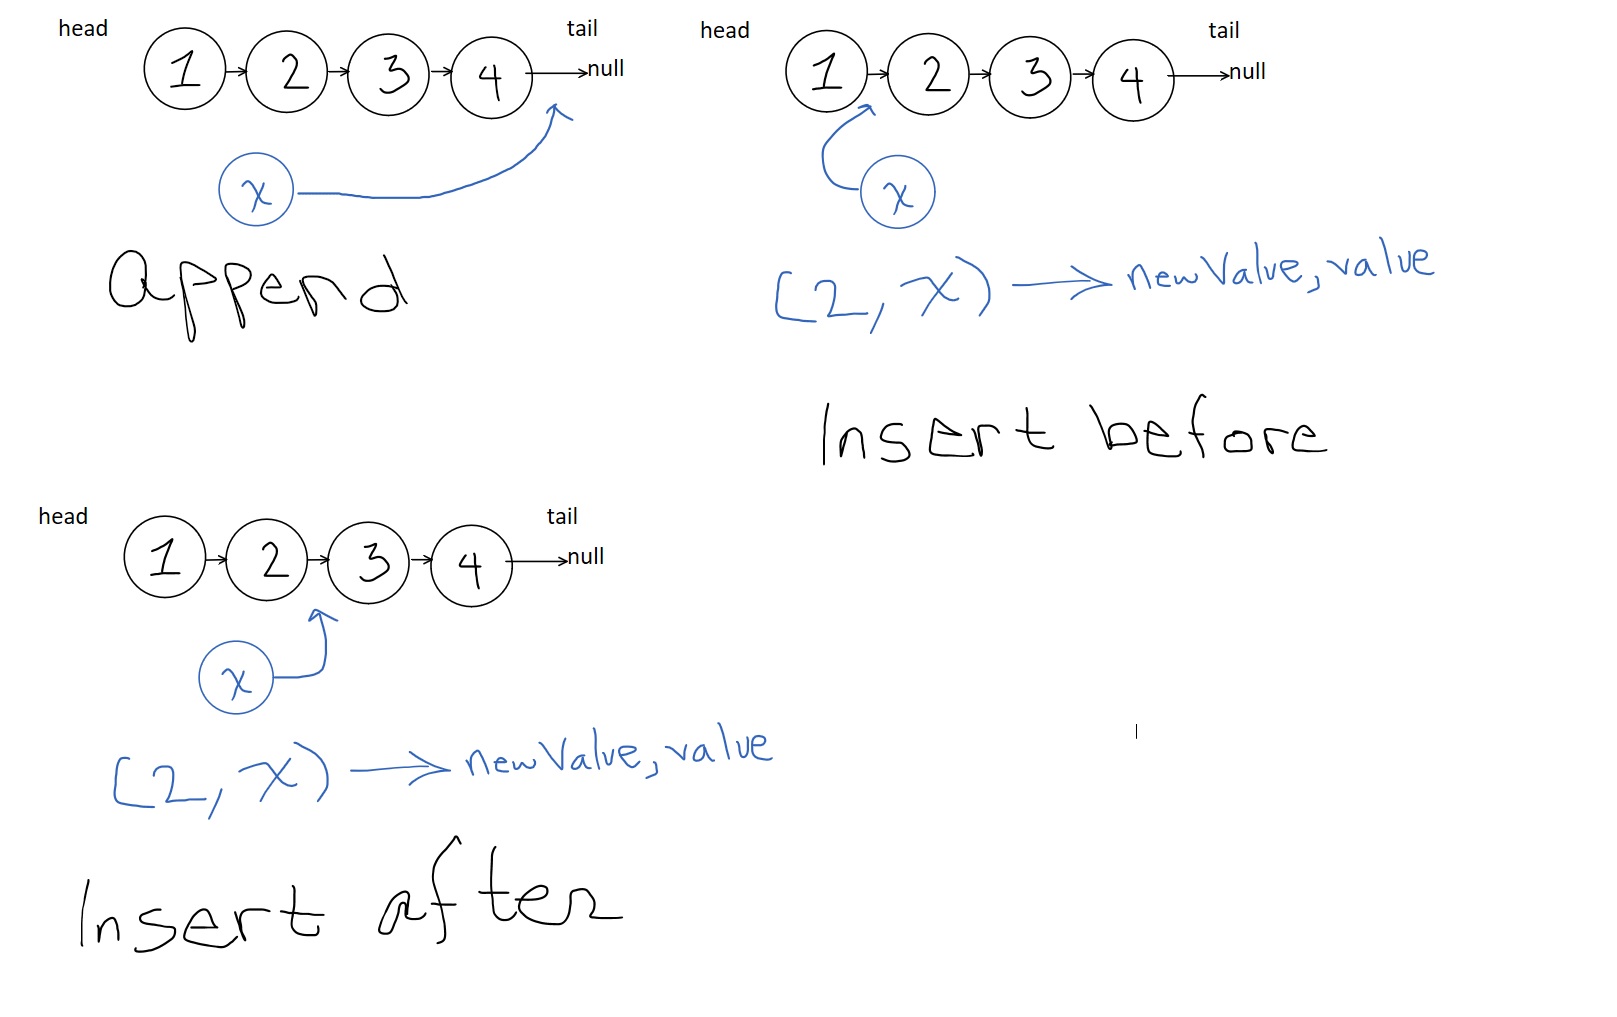 head tail
1 2 3 4 null
x
append
head tail
1 2 3 4 null
x
(2, x) newValue, value
Insert before
head tail
1 2 3 4 null
x
(2, x) newValue, value
Insert after